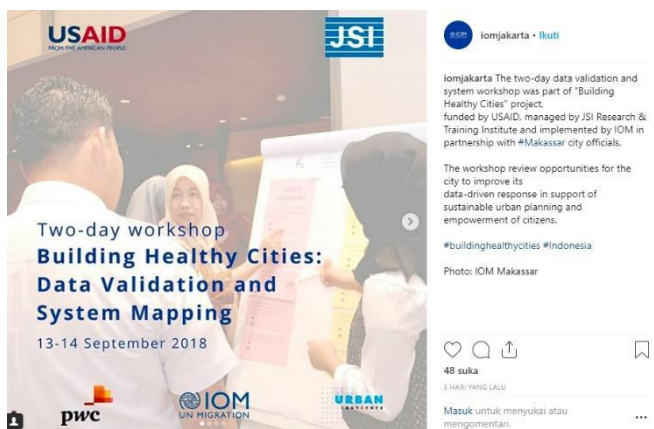 USAID
FROM THE AMERICAN PEOPLE
JSI
Two-day workshop
Building Healthy Cities:
Data Validation and
System Mapping
13-14 September 2018
pwc
IOM
UN MIGRATION
URBAN
INSTITUTE
iomjakarta • Ikuti
iomjakarta The two-day data validation and
system workshop was part of "Building
Healthy Cities" project,
funded by USAID, managed by JSI Research &
Training Institute and implemented by IOM in
partnership with #Makassar city officials.
The workshop review opportunities for the
city to improve its
data-driven response in support of
sustainable urban planning and
empowerment of citizens.
#buildinghealthycities #Indonesia
Photo: IOM Makassar
48 suka
3 HARI YANG LALU
Masuk untuk menyukai atau
mengomentari.